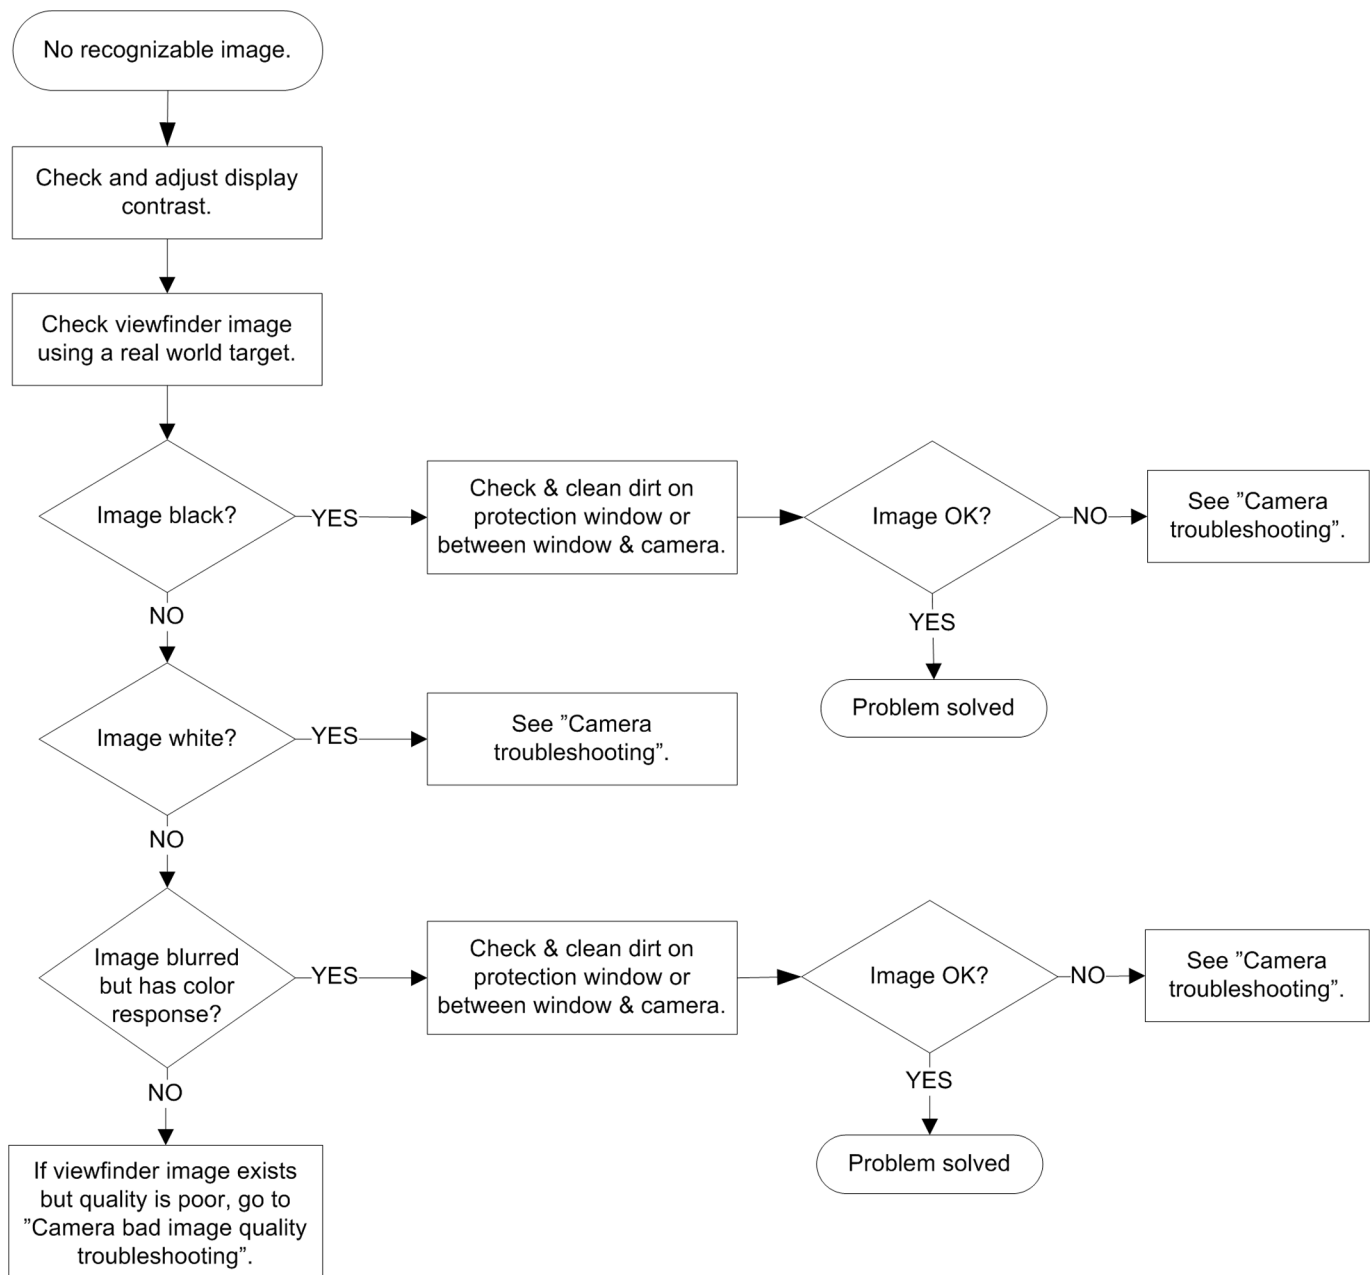 No recognizable image.
Check and adjust display
contrast.
Check viewfinder image
using a real world target.
Image black?
YES
Check & clean dirt on
protection window or
between window & camera.
Image OK?
NO
See ”Camera
troubleshooting”.
NO
YES
Problem solved
Image white?
YES
See ”Camera
troubleshooting”.
NO
Image blurred
but has color
response?
YES
Check & clean dirt on
protection window or
between window & camera.
Image OK?
NO
See ”Camera
troubleshooting”.
NO
YES
Problem solved
If viewfinder image exists
but quality is poor, go to
”Camera bad image quality
troubleshooting”.